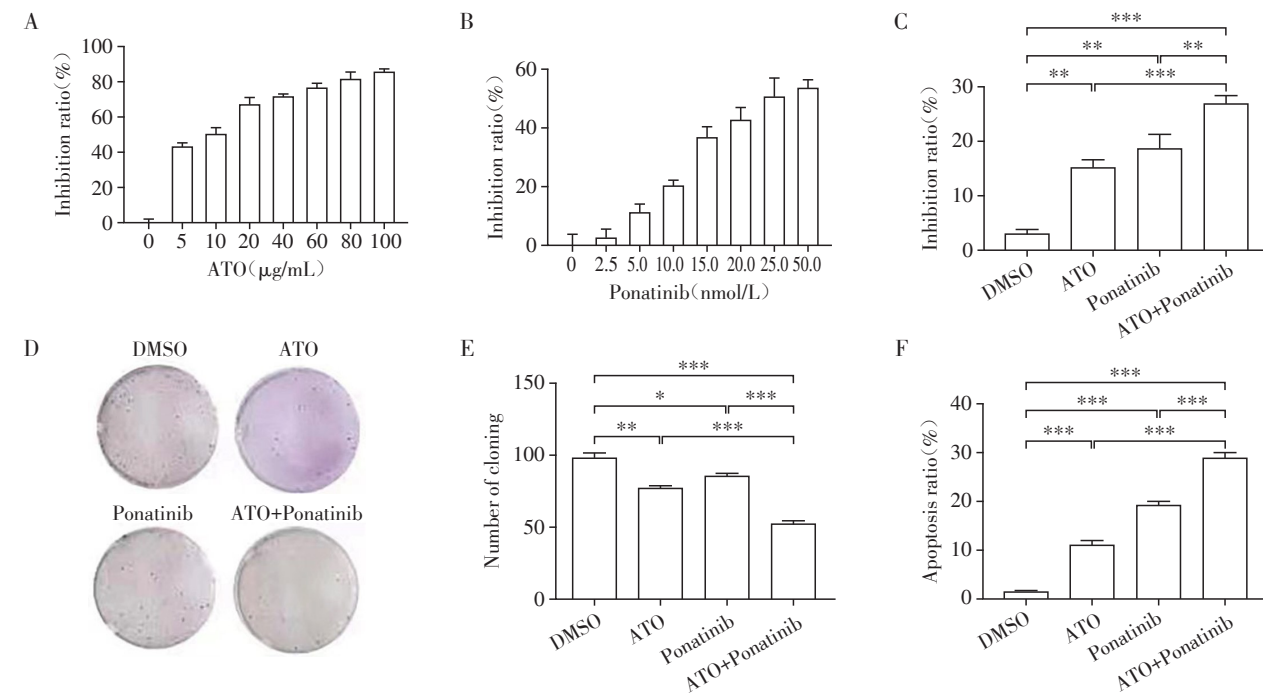 A
Inhibition ratio（%）
100
80
60
40
20
0
0 5 10 20 40 60 80 100
ATO（μg/mL）
B
Inhibition ratio（%）
60
40
20
0
0 2.5 5.0 10.0 15.0 20.0 25.0 50.0
Ponatinib（nmol/L）
C
***
** **
** ***
Inhibition ratio（%）
30
20
10
0
DMSO
ATO
Ponatinib
ATO+Ponatinib
D
DMSO ATO
Ponatinib ATO+Ponatinib
E
***
* ***
** ***
Number of cloning
150
100
50
0
DMSO
ATO
Ponatinib
ATO+Ponatinib
F
***
*** ***
*** ***
Apoptosis ratio（%）
40
30
20
10
0
DMSO
ATO
Ponatinib
ATO+Ponatinib